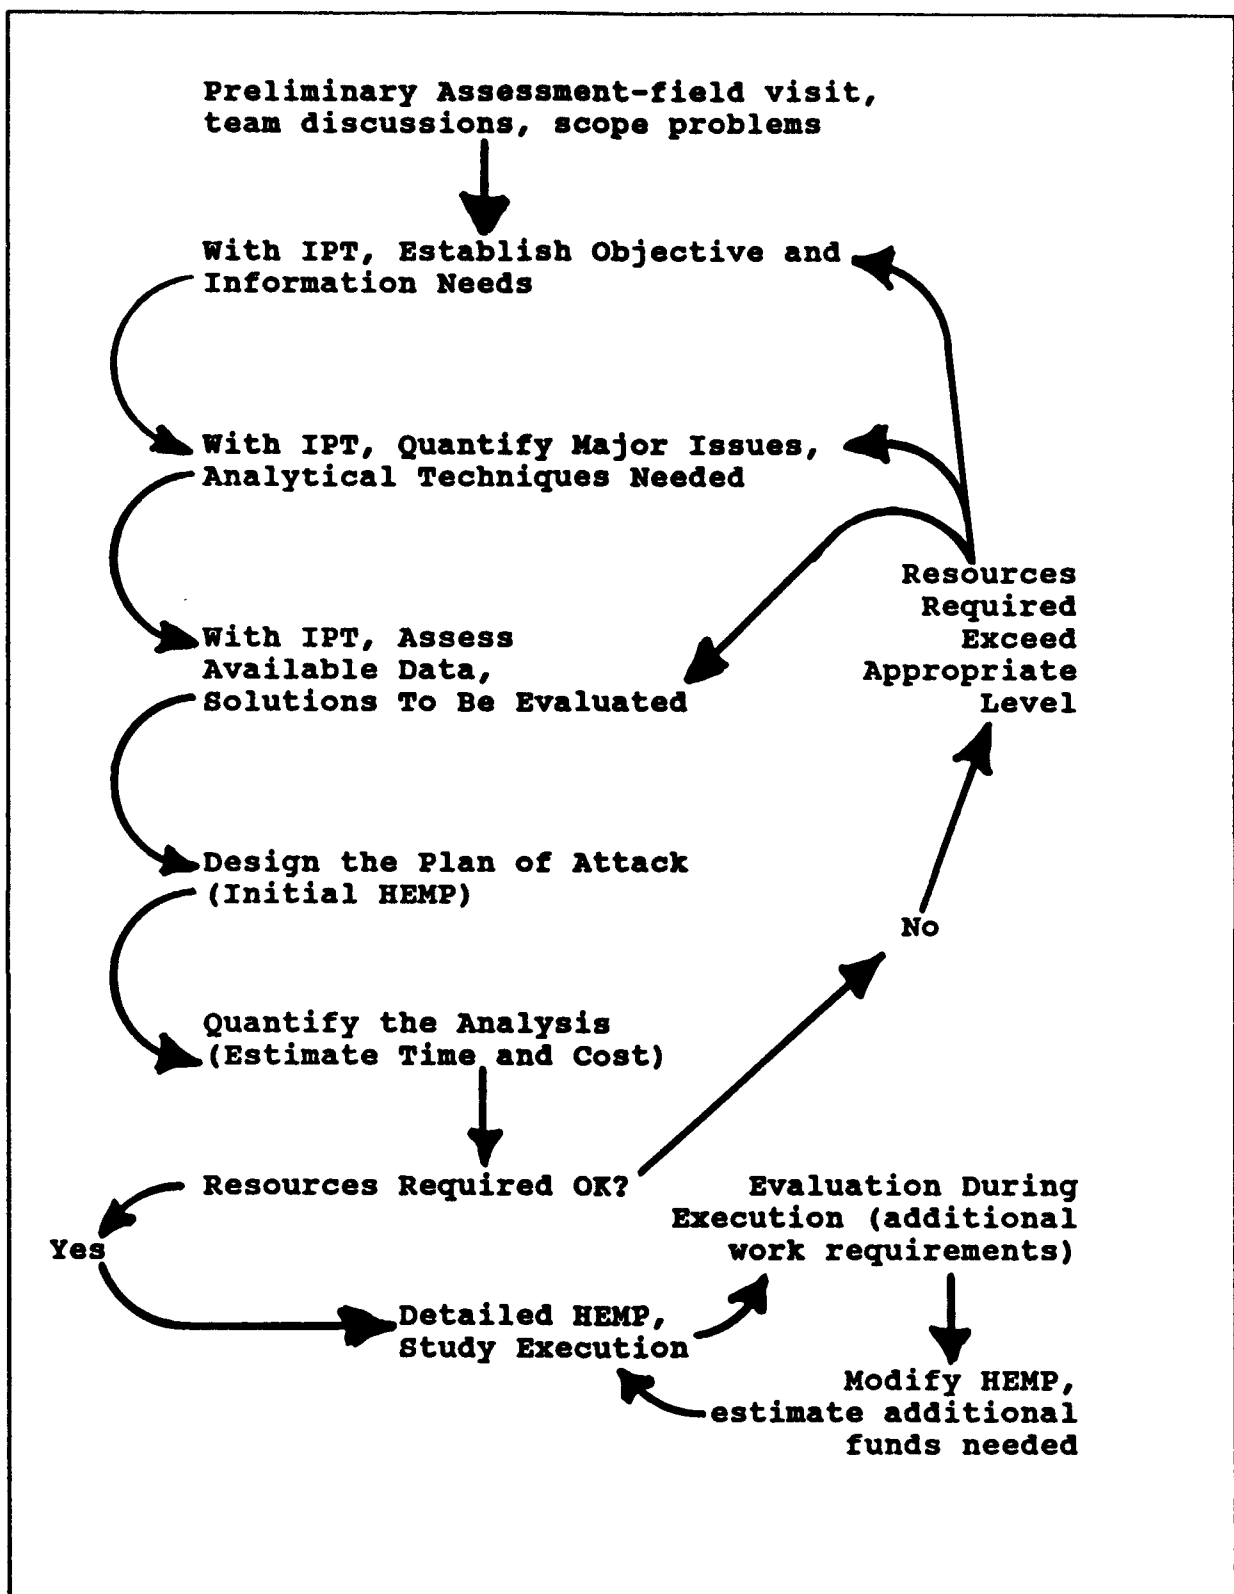 Preliminary Assessment-field visit,
team discussions, scope problems
With IPT, Establish Objective and
Information Needs
With IPT, Quantify Major Issues,
Analytical Techniques Needed
Resources
Required
Exceed
Appropriate
Level
With IPT, Assess
Available Data,
Solutions To Be Evaluated
Design the Plan of Attack
(Initial HEMP)
No
Quantify the Analysis
(Estimate Time and Cost)
Resources Required OK?
Yes
Evaluation During
Execution (additional
work requirements)
Detailed HEMP,
Study Execution
Modify HEMP,
estimate additional
funds needed